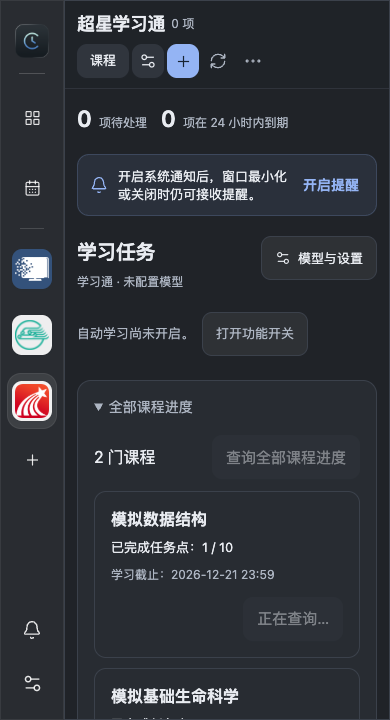 超星学习通 0 项
课程
0 项待处理 0 项在 24 小时内到期
开启系统通知后，窗口最小化
或关闭时仍可接收提醒。
开启提醒
学习任务
模型与设置
学习通 · 未配置模型
自动学习尚未开启。 打开功能开关
▼ 全部课程进度
2 门课程 查询全部课程进度
模拟数据结构
已完成任务点：1 / 10
学习截止：2026-12-21 23:59
正在查询...
模拟基础生命科学